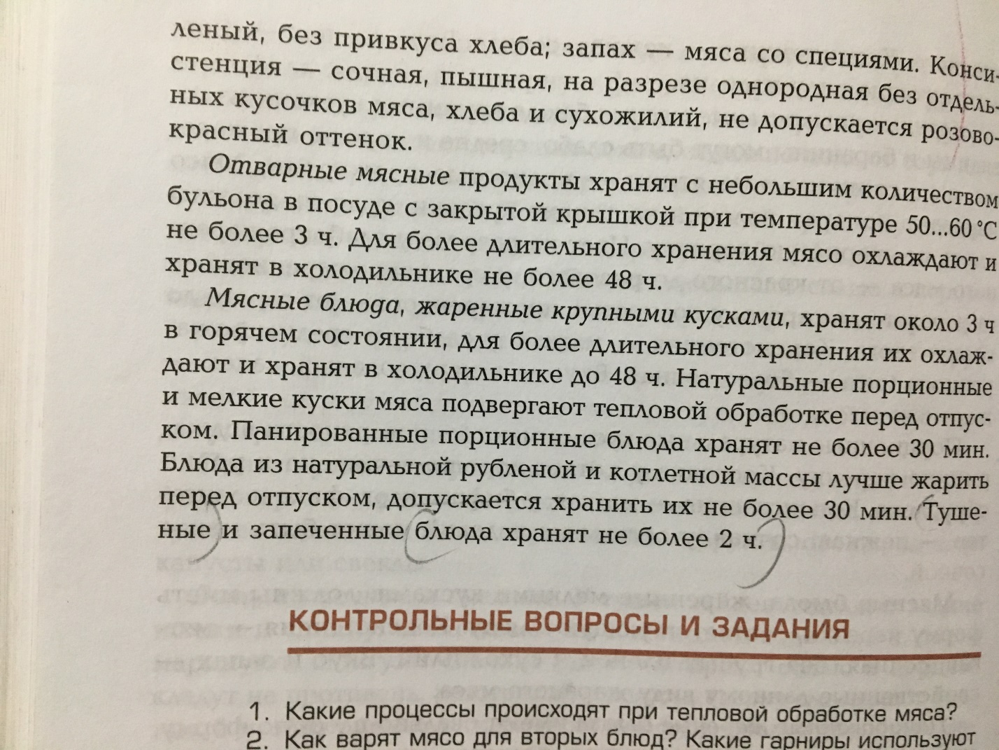 леный, без привкуса хлеба; запах — мяса со специями. Конси-
стенция — сочная, пышная, на разрезе однородная без отдель-
ных кусочков мяса, хлеба и сухожилий, не допускается розово-
красный оттенок.
Отварные мясные продукты хранят с небольшим количеством
бульона в посуде с закрытой крышкой при температуре 50...60 °С
не более 3 ч. Для более длительного хранения мясо охлаждают и
хранят в холодильнике не более 48 ч.
Мясные блюда, жаренные крупными кусками, хранят около 3 ч
в горячем состоянии, для более длительного хранения их охлаж-
дают и хранят в холодильнике до 48 ч. Натуральные порционные
и мелкие куски мяса подвергают тепловой обработке перед отпус-
ком. Панированные порционные блюда хранят не более 30 мин.
Блюда из натуральной рубленой и котлетной массы лучше жарить
перед отпуском, допускается хранить их не более 30 мин. Туше-
ные и запеченные блюда хранят не более 2 ч.
КОНТРОЛЬНЫЕ ВОПРОСЫ И ЗАДАНИЯ
1. Какие процессы происходят при тепловой обработке мяса?
2. Как варят мясо для вторых блюд? Какие гарниры используют